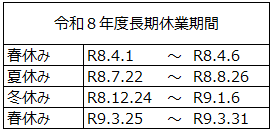 令和８年度長期休業期間
春休み R8.4.1 ～ R8.4.6
夏休み R8.7.22 ～ R8.8.26
冬休み R8.12.24 ～ R9.1.6
春休み R9.3.25 ～ R9.3.31